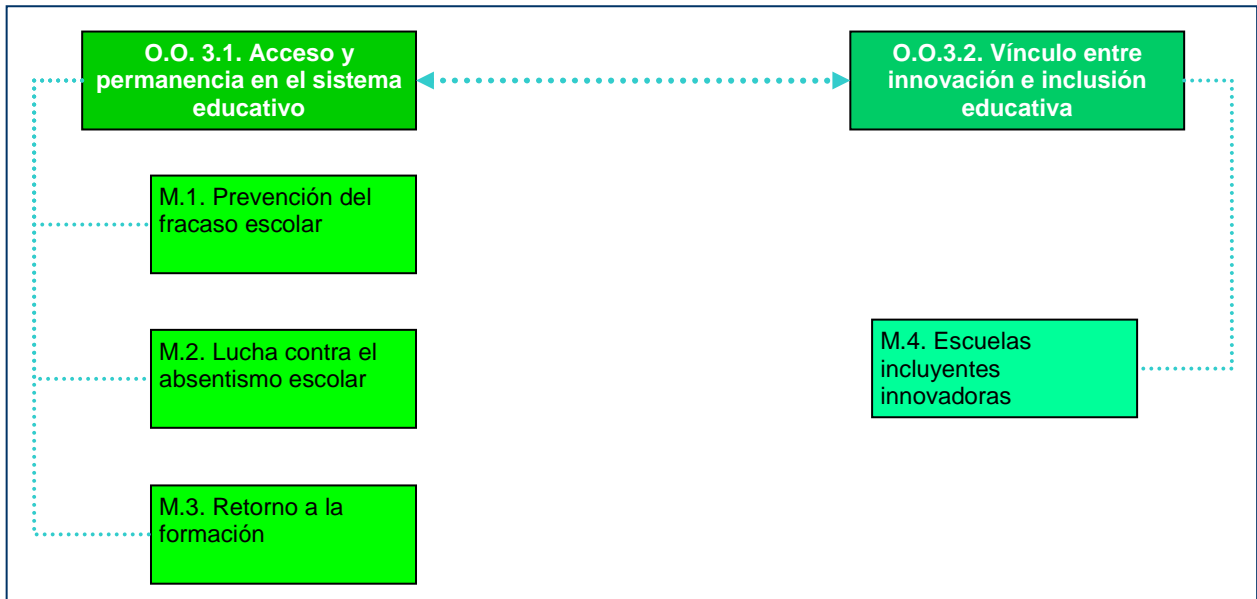 O.O. 3.1. Acceso y
permanencia en el sistema
educativo
O.O.3.2. Vínculo entre
innovación e inclusión
educativa
M.1. Prevención del
fracaso escolar
M.2. Lucha contra el
absentismo escolar
M.3. Retorno a la
formación
M.4. Escuelas
incluyentes
innovadoras